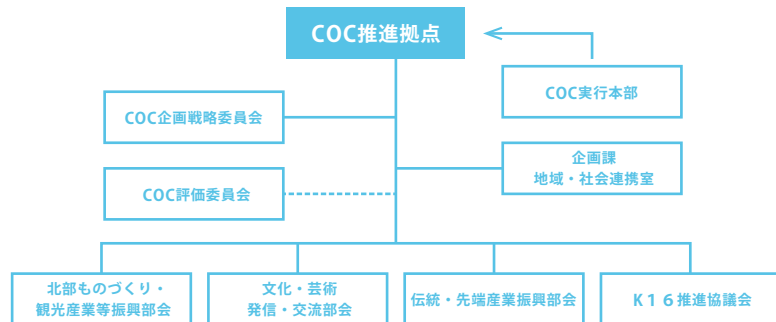 COC推進拠点
COC実行本部
COC企画戦略委員会
企画課
地域・社会連携室
COC評価委員会
北部ものづくり・
観光産業等振興部会
文化・芸術
発信・交流部会
伝統・先端産業振興部会
K16推進協議会